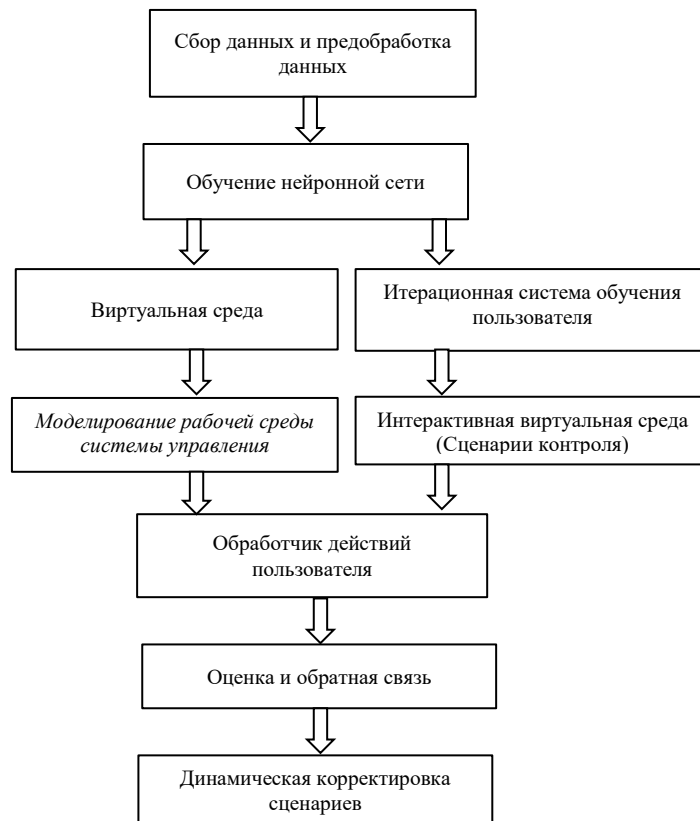 Сбор данных и предобработка
данных
Обучение нейронной сети
Виртуальная среда
Итерационная система обучения
пользователя
Моделирование рабочей среды
системы управления
Интерактивная виртуальная среда
(Сценарии контроля)
Обработчик действий
пользователя
Оценка и обратная связь
Динамическая корректировка
сценариев